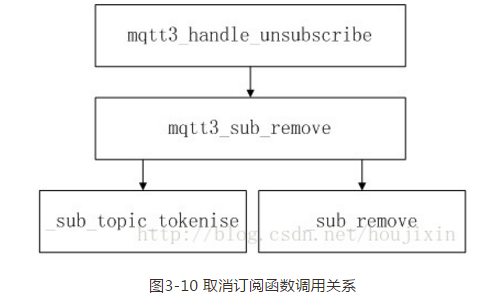 mqtt3_handle_unsubscribe
mqtt3_sub_remove
_sub_topic_tokenise
_sub_remove
http://blog.csdn.net/houjixin
图3-10 取消订阅函数调用关系